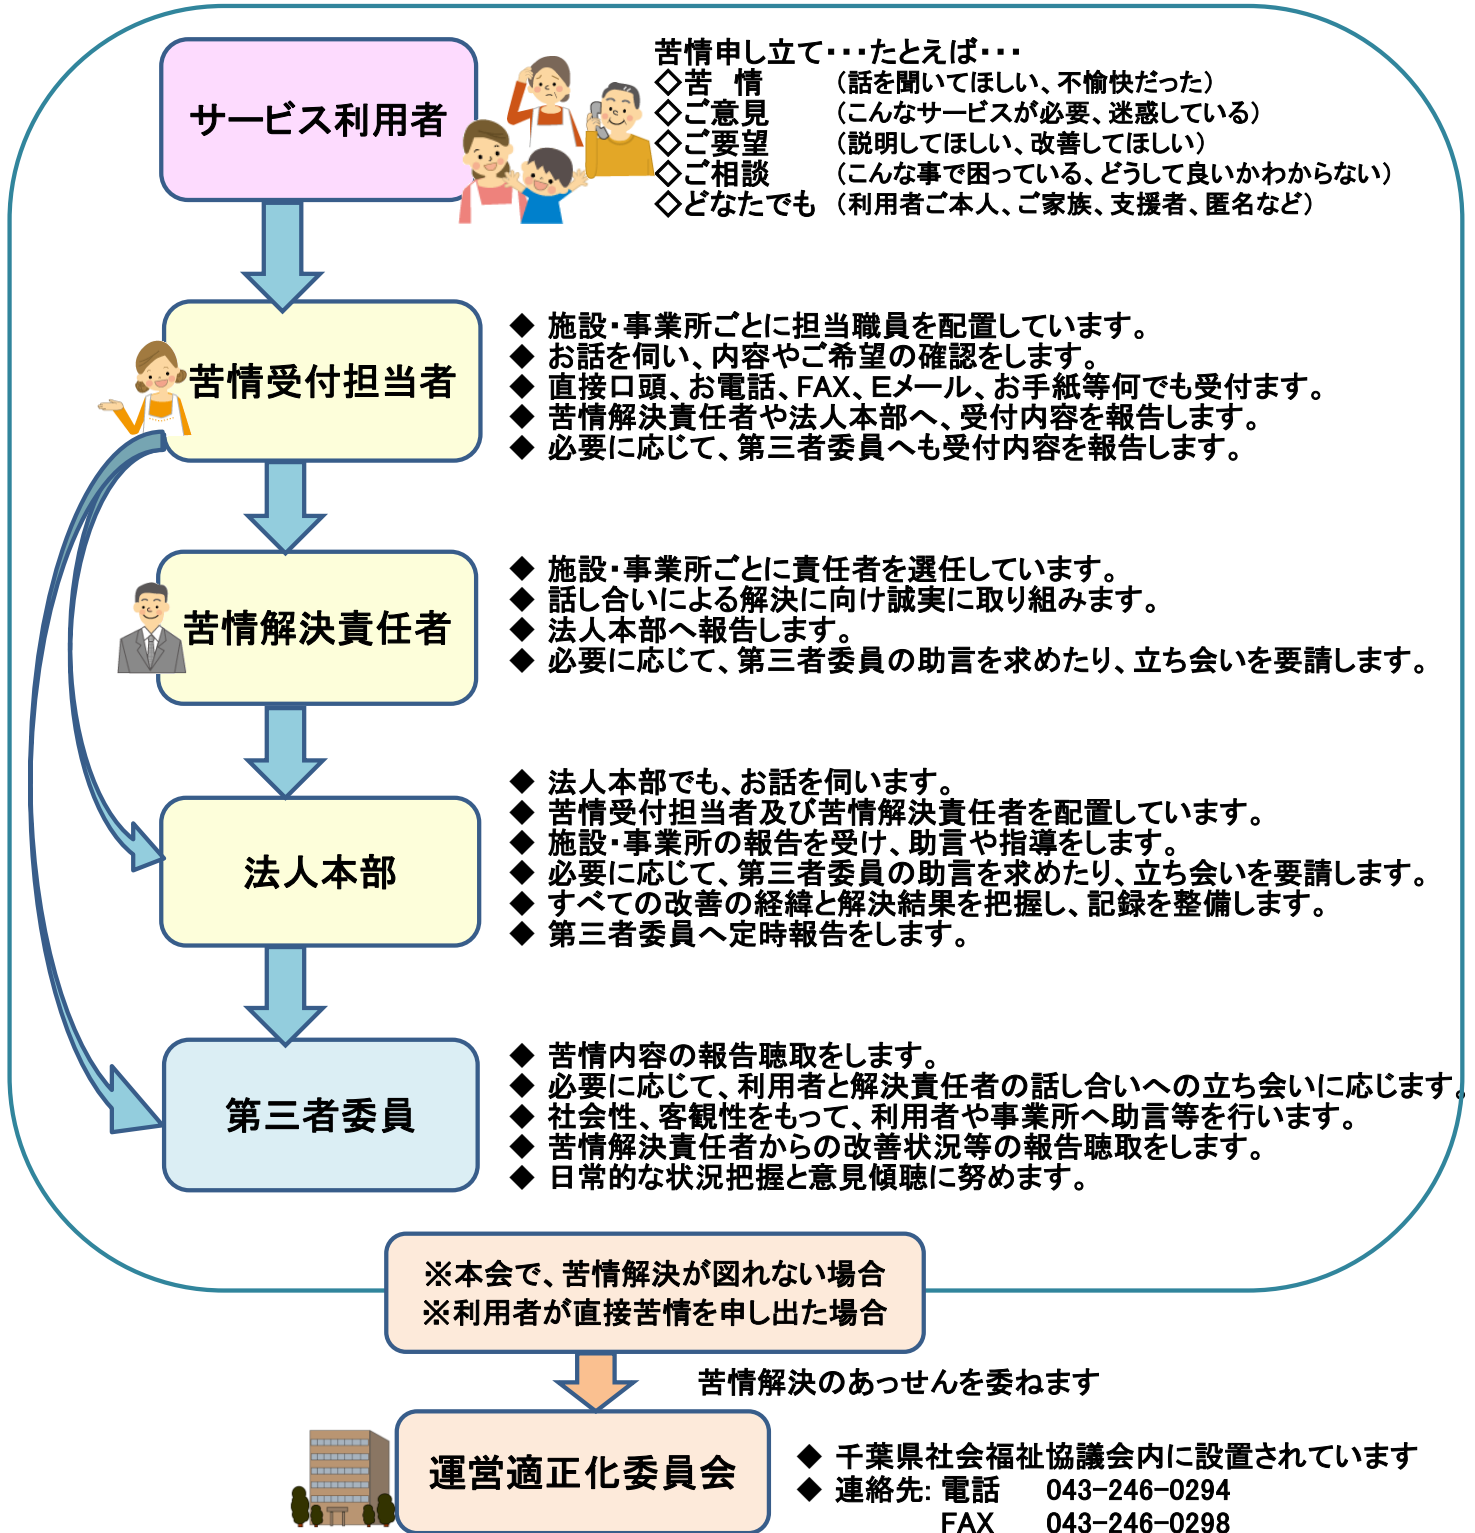 サービス利用者
苦情申し立て・・・たとえば・・・
◇苦　情　（話を聞いてほしい、不愉快だった）
◇ご意見　（こんなサービスが必要、迷惑している）
◇ご要望　（説明してほしい、改善してほしい）
◇ご相談　（こんな事で困っている、どうして良いかわからない）
◇どなたでも　（利用者ご本人、ご家族、支援者、匿名など）
苦情受付担当者
◆ 施設・事業所ごとに担当職員を配置しています。
◆ お話を伺い、内容やご希望の確認をします。
◆ 直接口頭、お電話、FAX、Eメール、お手紙等何でも受付ます。
◆ 苦情解決責任者や法人本部へ、受付内容を報告します。
◆ 必要に応じて、第三者委員へも受付内容を報告します。
苦情解決責任者
◆ 施設・事業所ごとに責任者を選任しています。
◆ 話し合いによる解決に向け誠実に取り組みます。
◆ 法人本部へ報告します。
◆ 必要に応じて、第三者委員の助言を求めたり、立ち会いを要請します。
法人本部
◆ 法人本部でも、お話を伺います。
◆ 苦情受付担当者及び苦情解決責任者を配置しています。
◆ 施設・事業所の報告を受け、助言や指導をします。
◆ 必要に応じて、第三者委員の助言を求めたり、立ち会いを要請します。
◆ すべての改善の経緯と解決結果を把握し、記録を整備します。
◆ 第三者委員へ定時報告をします。
第三者委員
◆ 苦情内容の報告聴取をします。
◆ 必要に応じて、利用者と解決責任者の話し合いへの立ち会いに応じます。
◆ 社会性、客観性をもって、利用者や事業所へ助言等を行います。
◆ 苦情解決責任者からの改善状況等の報告聴取をします。
◆ 日常的な状況把握と意見傾聴に努めます。
※本会で、苦情解決が図れない場合
※利用者が直接苦情を申し出た場合
苦情解決のあっせんを委ねます
運営適正化委員会
◆ 千葉県社会福祉協議会内に設置されています
◆ 連絡先: 電話　043-246-0294
FAX　043-246-0298